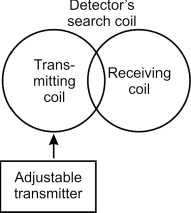 Detector's
search coil
Trans-
mitting
coil
Receiving
coil
Adjustable
transmitter